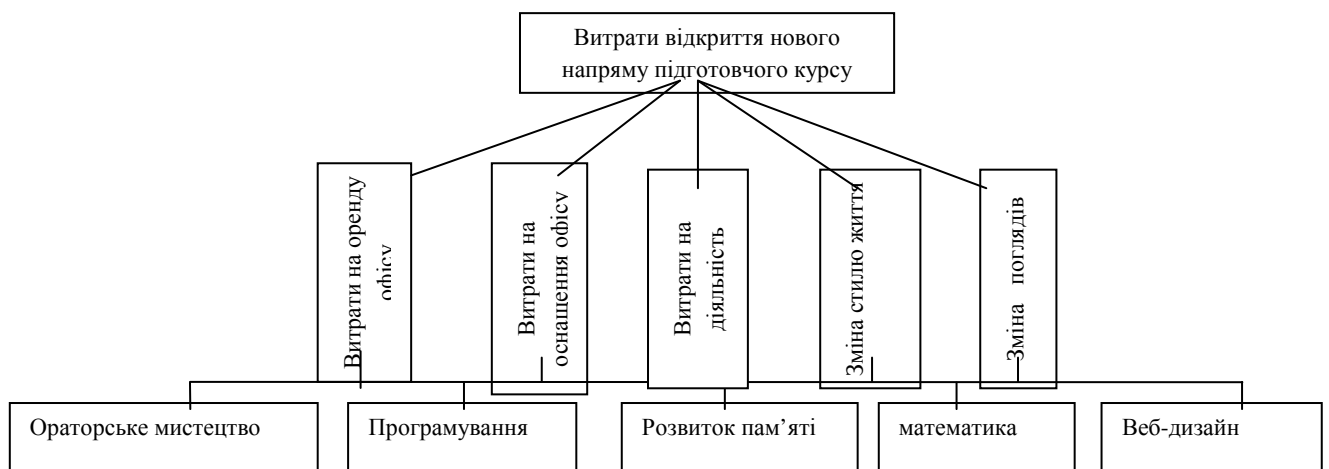 Витрати відкриття нового
напряму підготовчого курсу
Витрати на оренду
офісу
Витрати на
оснащення офісу
Витрати на
діяльність
Зміна стилю життя
Зміна поглядів
Ораторське мистецтво
Програмування
Розвиток пам’яті
математика
Веб-дизайн